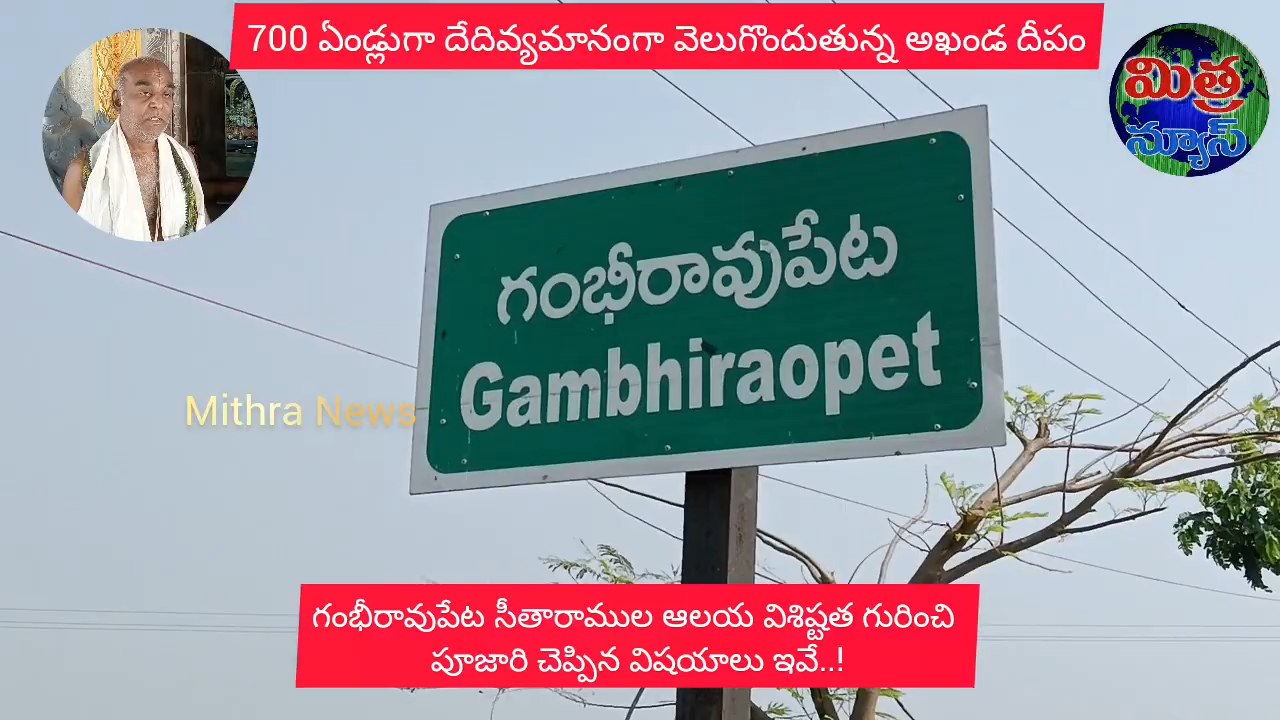 700 ఏండ్లుగా దేదివ్యమానంగా వెలుగొందుతున్న అఖండ దీపం
మిత్ర
న్యూస్
గంభీరావుపేట
Gambhiraopet
Mithra News
గంభీరావుపేట సీతారాముల ఆలయ విశిష్టత గురించి
పూజారి చెప్పిన విషయాలు ఇవే..!